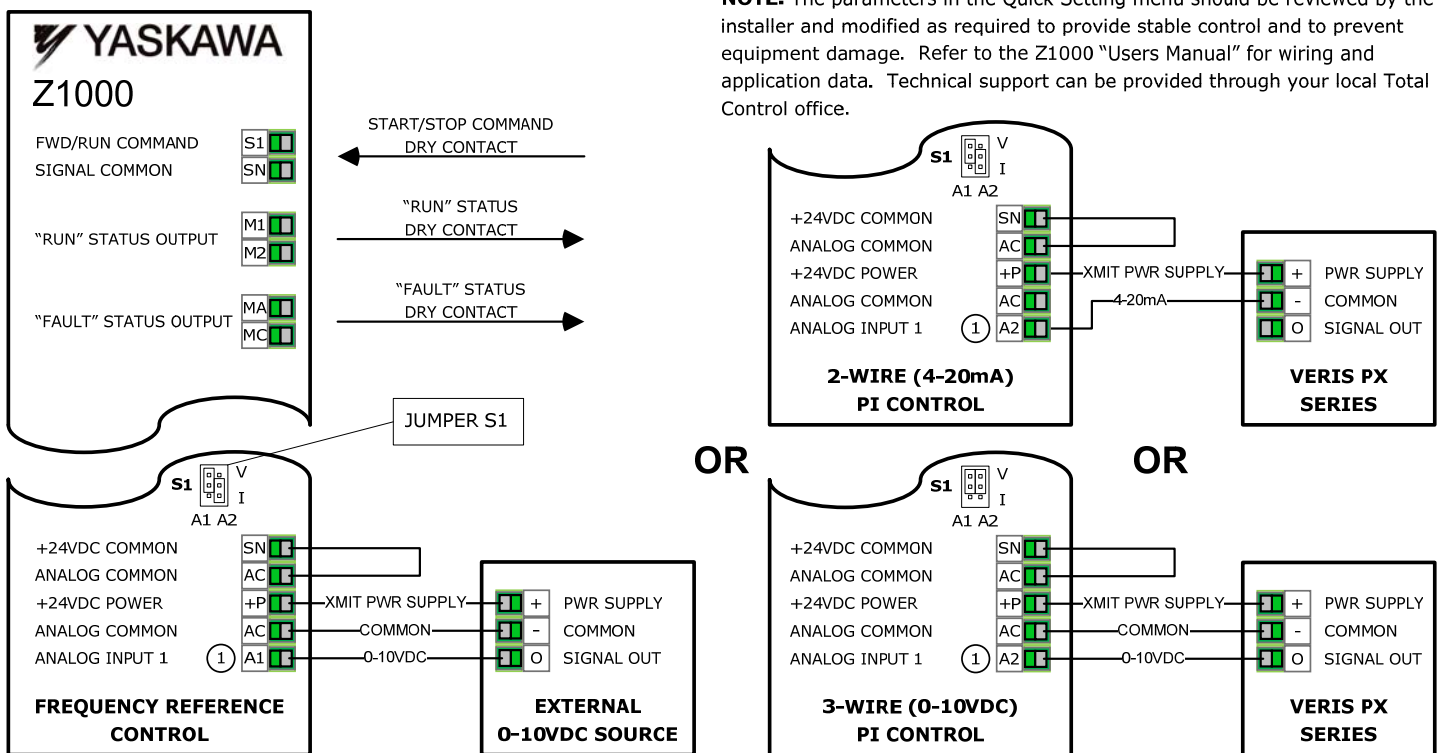 YASKAWA
Z1000
FWD/RUN COMMAND S1
SIGNAL COMMON SN
"RUN" STATUS OUTPUT
M1
M2
"FAULT" STATUS OUTPUT
MA
MC
START/STOP COMMAND
DRY CONTACT
"RUN" STATUS
DRY CONTACT
"FAULT" STATUS
DRY CONTACT
JUMPER S1
NOTE: The parameters in the Quick Setting menu should be reviewed by the
installer and modified as required to provide stable control and to prevent
equipment damage. Refer to the Z1000 "Users Manual" for wiring and
application data. Technical support can be provided through your local Total
Control office.
S1 V
I
A1 A2
+24VDC COMMON SN
ANALOG COMMON AC
+24VDC POWER +P XMIT PWR SUPPLY + PWR SUPPLY
ANALOG COMMON AC 4-20mA - COMMON
ANALOG INPUT 1 1 A2 O SIGNAL OUT
2-WIRE (4-20mA)
PI CONTROL
VERIS PX
SERIES
OR
OR
S1 V
I
A1 A2
+24VDC COMMON SN
ANALOG COMMON AC
+24VDC POWER +P XMIT PWR SUPPLY + PWR SUPPLY
ANALOG COMMON AC COMMON - COMMON
ANALOG INPUT 1 1 A1 0-10VDC O SIGNAL OUT
FREQUENCY REFERENCE
CONTROL
EXTERNAL
0-10VDC SOURCE
S1 V
I
A1 A2
+24VDC COMMON SN
ANALOG COMMON AC
+24VDC POWER +P XMIT PWR SUPPLY + PWR SUPPLY
ANALOG COMMON AC COMMON - COMMON
ANALOG INPUT 1 1 A2 0-10VDC O SIGNAL OUT
3-WIRE (0-10VDC)
PI CONTROL
VERIS PX
SERIES